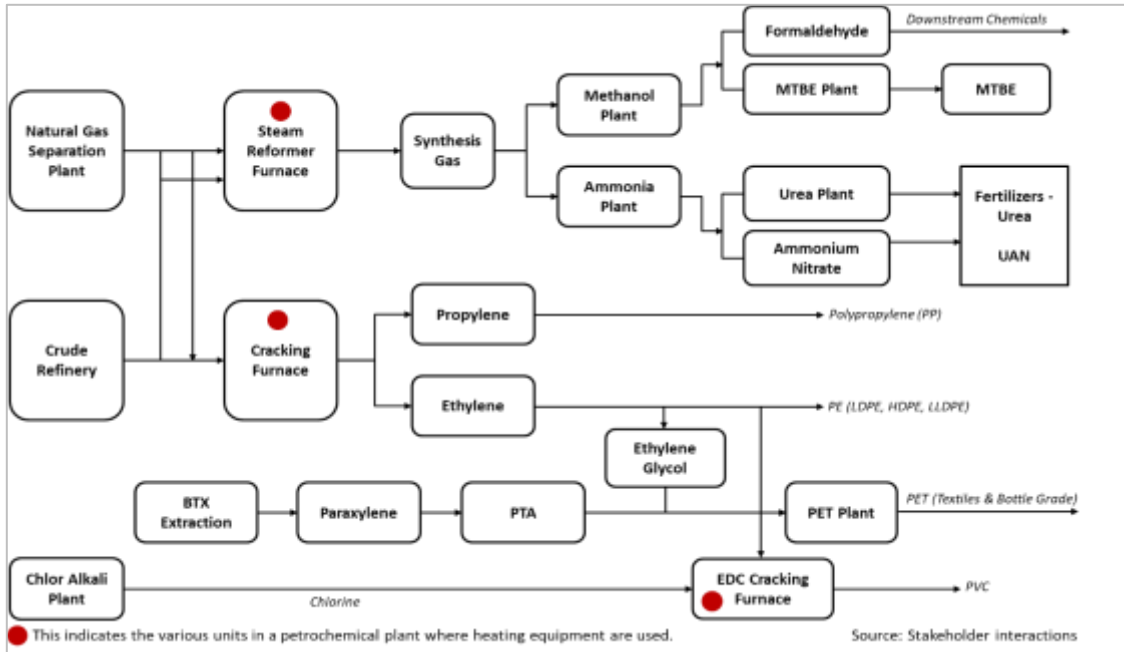 Formaldehyde
Downstream Chemicals
Natural Gas
Separation
Plant
Steam
Reformer
Furnace
Synthesis
Gas
Methanol
Plant
MTBE Plant
MTBE
Ammonia
Plant
Urea Plant
Ammonium
Nitrate
Fertilizers -
Urea
UAN
Crude
Refinery
Cracking
Furnace
Propylene
Polypropylene (PP)
Ethylene
PE (LDPE, HDPE, LLDPE)
Ethylene
Glycol
BTX
Extraction
Paraxylene
PTA
PET Plant
PET (Textiles & Bottle Grade)
Chlor Alkali
Plant
Chlorine
EDC Cracking
Furnace
PVC
This indicates the various units in a petrochemical plant where heating equipment are used.
Source: Stakeholder interactions